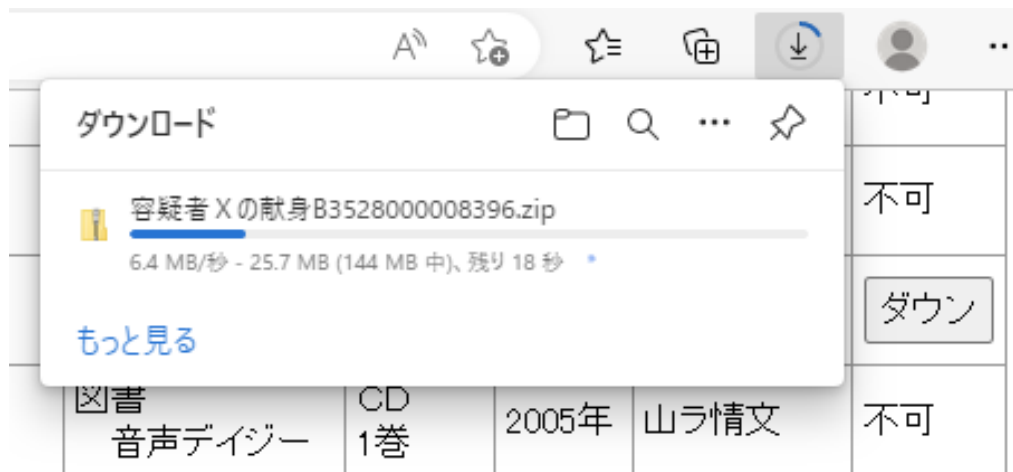 ダウンロード
容疑者Xの献身B3528000008396.zip
6.4 MB/秒 - 25.7 MB (144 MB 中)、残り 18 秒
もっと見る
不可
不可
ダウン
図書
音声デイジー
CD
1巻
2005年
山ラ情文
不可